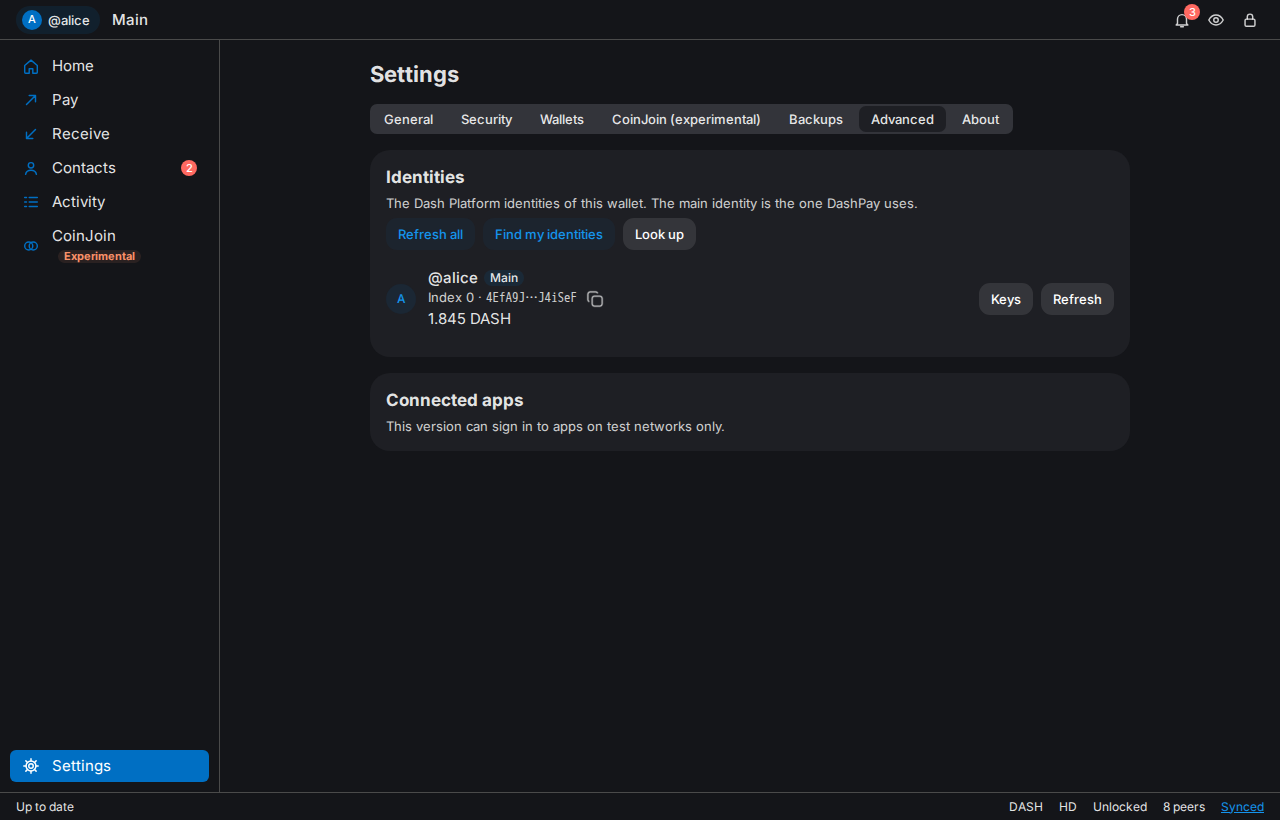 A @alice Main 3
Home
Pay
Receive
Contacts 2
Activity
CoinJoin
Experimental
Settings
Settings
General Security Wallets CoinJoin (experimental) Backups Advanced About
Identities
The Dash Platform identities of this wallet. The main identity is the one DashPay uses.
Refresh all Find my identities Look up
A
@alice Main
Index 0 · 4EfA9J···J4iSeF
1.845 DASH
Keys Refresh
Connected apps
This version can sign in to apps on test networks only.
Up to date DASH HD Unlocked 8 peers Synced